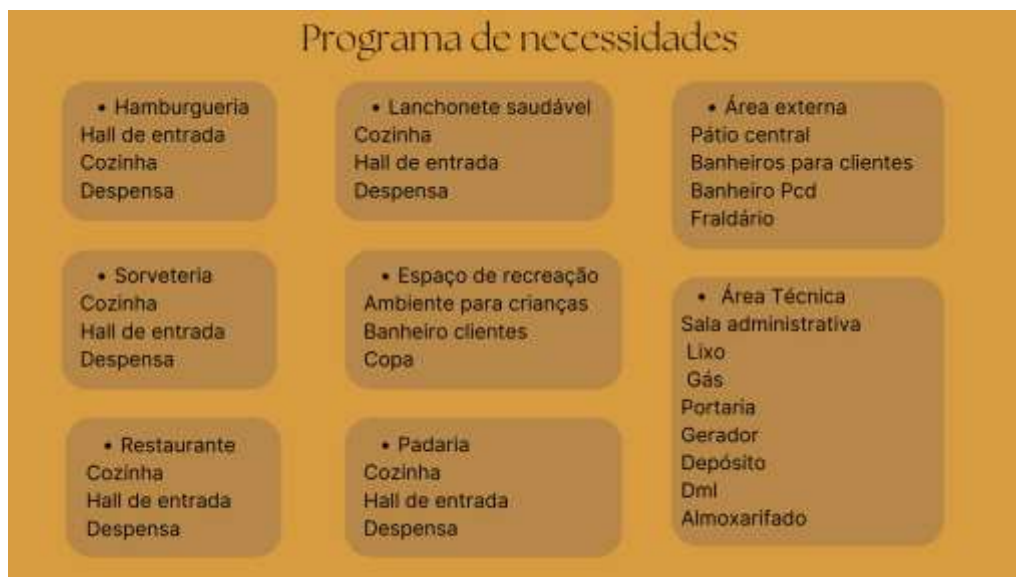 Programa de necessidades
• Hamburgueria
Hall de entrada
Cozinha
Despensa
• Lanchonete saudável
Cozinha
Hall de entrada
Despensa
• Área externa
Pátio central
Banheiros para clientes
Banheiro Pcd
Fraldário
• Sorveteria
Cozinha
Hall de entrada
Despensa
• Espaço de recreação
Ambiente para crianças
Banheiro clientes
Copa
• Área Técnica
Sala administrativa
Lixo
Gás
Portaria
Gerador
Depósito
Dml
Almoxarifado
• Restaurante
Cozinha
Hall de entrada
Despensa
• Padaria
Cozinha
Hall de entrada
Despensa